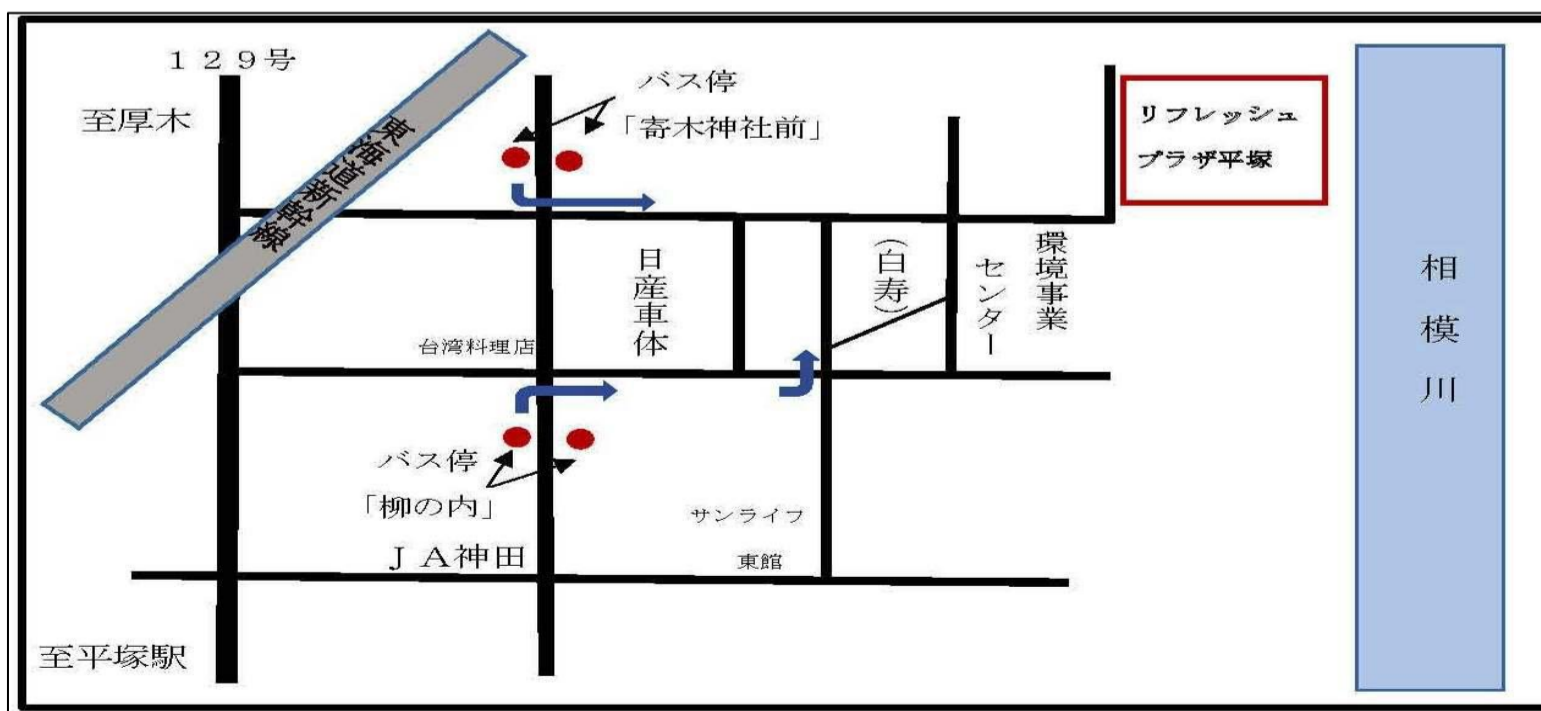 １２９号
至厚木
東海道新幹線
バス停
「寄木神社前」
リフレッシュ
プラザ平塚
相模川
日産車体
（白寿）
環境事業
センター
台湾料理店
バス停
「柳の内」
サンライフ
東館
ＪＡ神田
至平塚駅